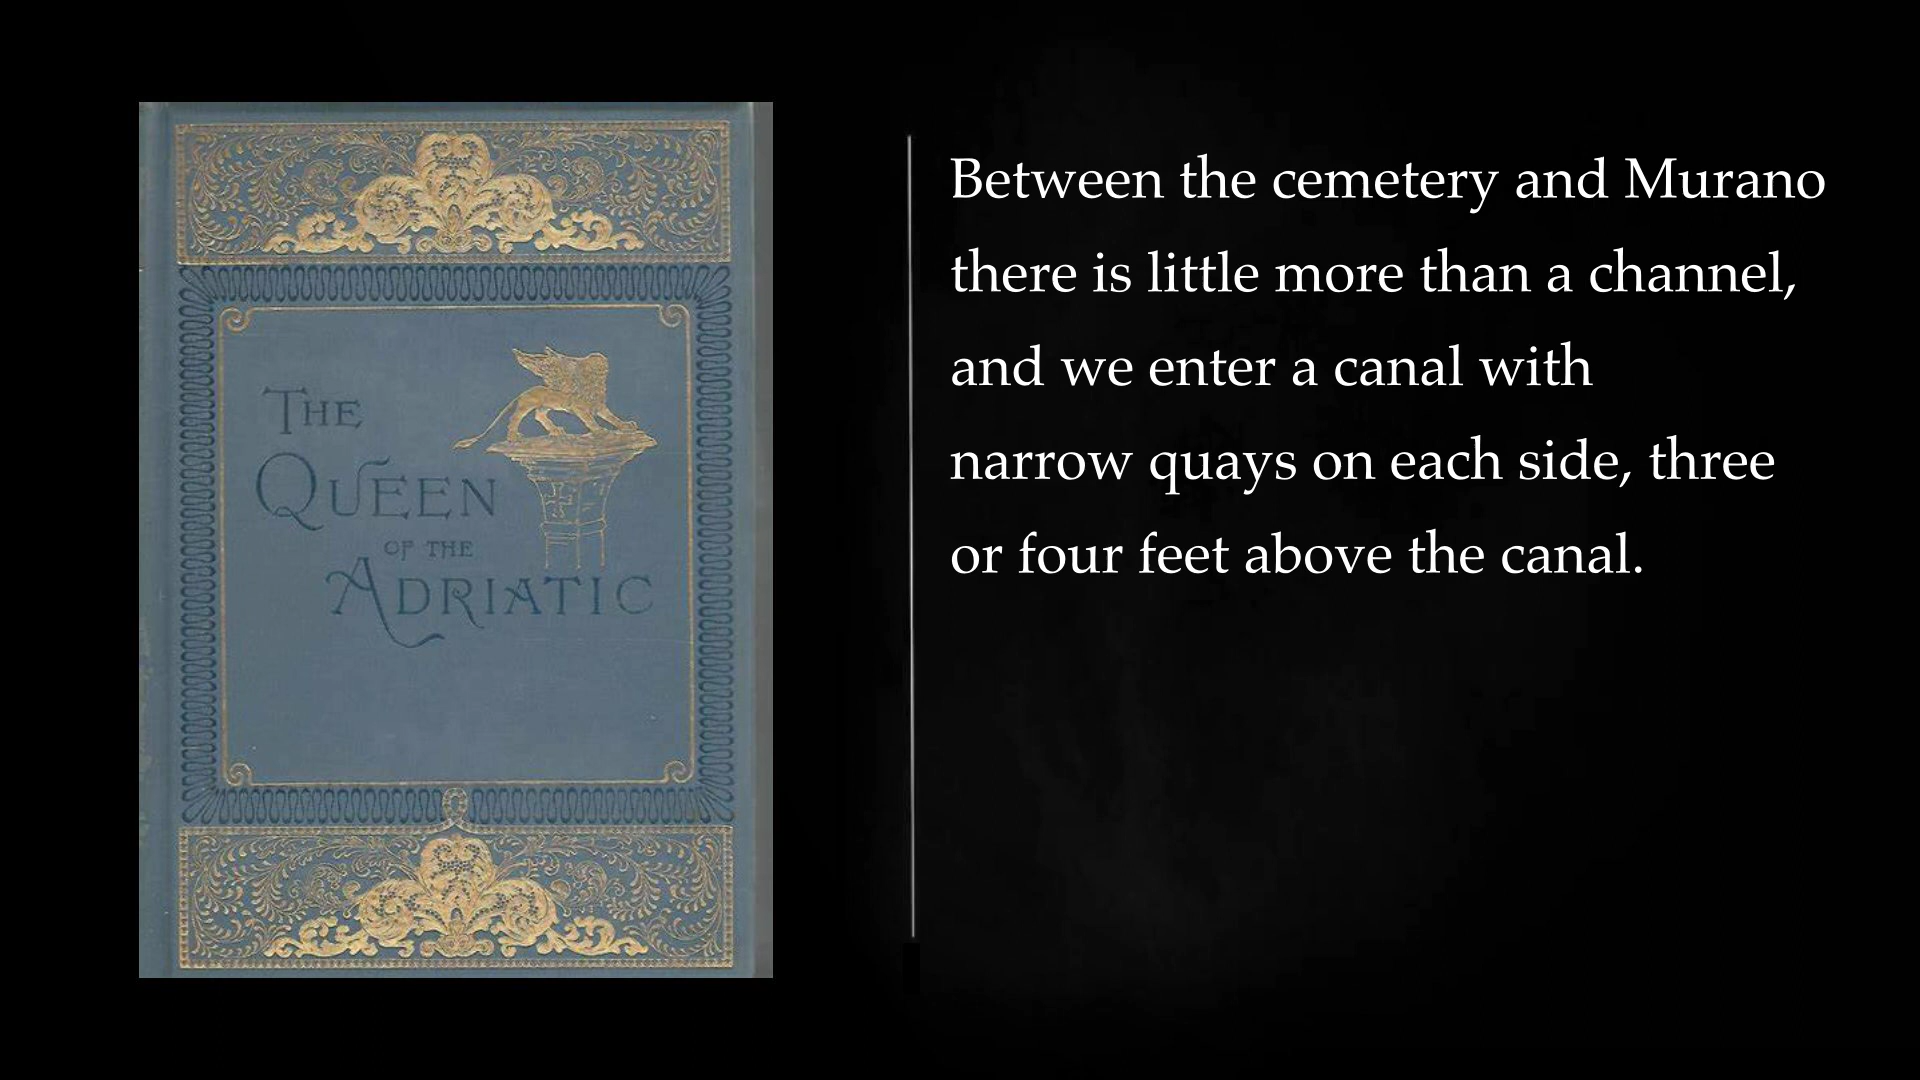 THE
QUEEN
OF THE
ADRIATIC
Between the cemetery and Murano
there is little more than a channel,
and we enter a canal with
narrow quays on each side, three
or four feet above the canal.